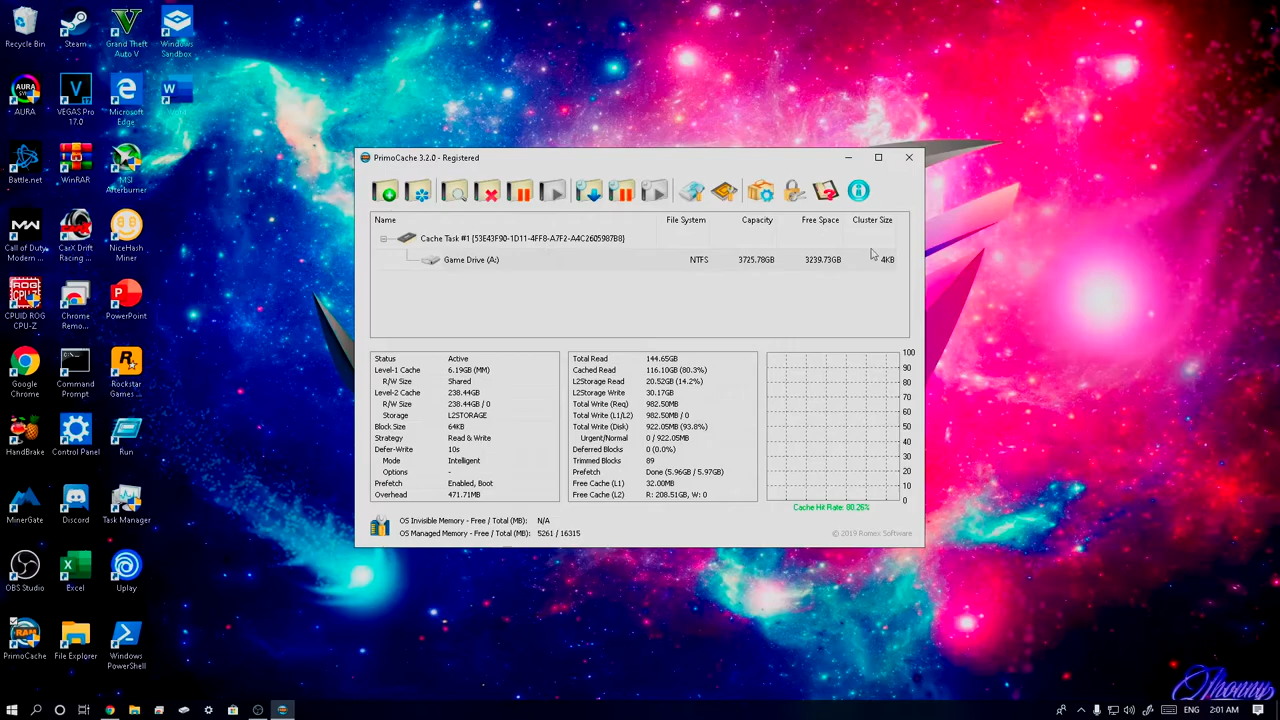 Recycle Bin
Steam
Grand Theft Auto V
Windows Sandbox
AURA
VEGAS Pro 17.0
Microsoft Edge
Word
Battle.net
WinRAR
MSI Afterburner
Call of Duty Modern ...
CarX Drift Racing ...
NiceHash Miner
CPUID ROG CPU-Z
Chrome Remo...
PowerPoint
Google Chrome
Command Prompt
Rockstar Games ...
HandBrake
Control Panel
Run
MinerGate
Discord
Task Manager
OBS Studio
Excel
Uplay
PrimoCache
File Explorer
Windows PowerShell
PrimoCache 3.2.0 - Registered
Name File System Capacity Free Space Cluster Size
Cache Task #1 {53E43F90-1D11-4FF8-A7F2-A4C2605987B8}
Game Drive (A:) NTFS 3725.78GB 3239.73GB 4KB
Status Active
Level-1 Cache 6.19GB (MM)
R/W Size Shared
Level-2 Cache 238.44GB
R/W Size 238.44GB / 0
Storage L2STORAGE
Block Size 64KB
Strategy Read & Write
Defer-Write 10s
Mode Intelligent
Options -
Prefetch Enabled, Boot
Overhead 471.71MB
Total Read 144.65GB
Cached Read 116.10GB (80.3%)
L2Storage Read 20.52GB (14.2%)
L2Storage Write 30.17GB
Total Write (Req) 982.50MB
Total Write (L1/L2) 982.50MB / 0
Total Write (Disk) 922.05MB (93.8%)
Urgent/Normal 0 / 922.05MB
Deferred Blocks 0 (0.0%)
Trimmed Blocks 89
Prefetch Done (5.96GB / 5.97GB)
Free Cache (L1) 32.00MB
Free Cache (L2) R: 208.51GB, W: 0
100
90
80
70
60
50
40
30
20
10
0
Cache Hit Rate: 80.26%
OS Invisible Memory - Free / Total (MB): N/A
OS Managed Memory - Free / Total (MB): 5261 / 16315
© 2019 Romex Software
ENG 2:01 AM